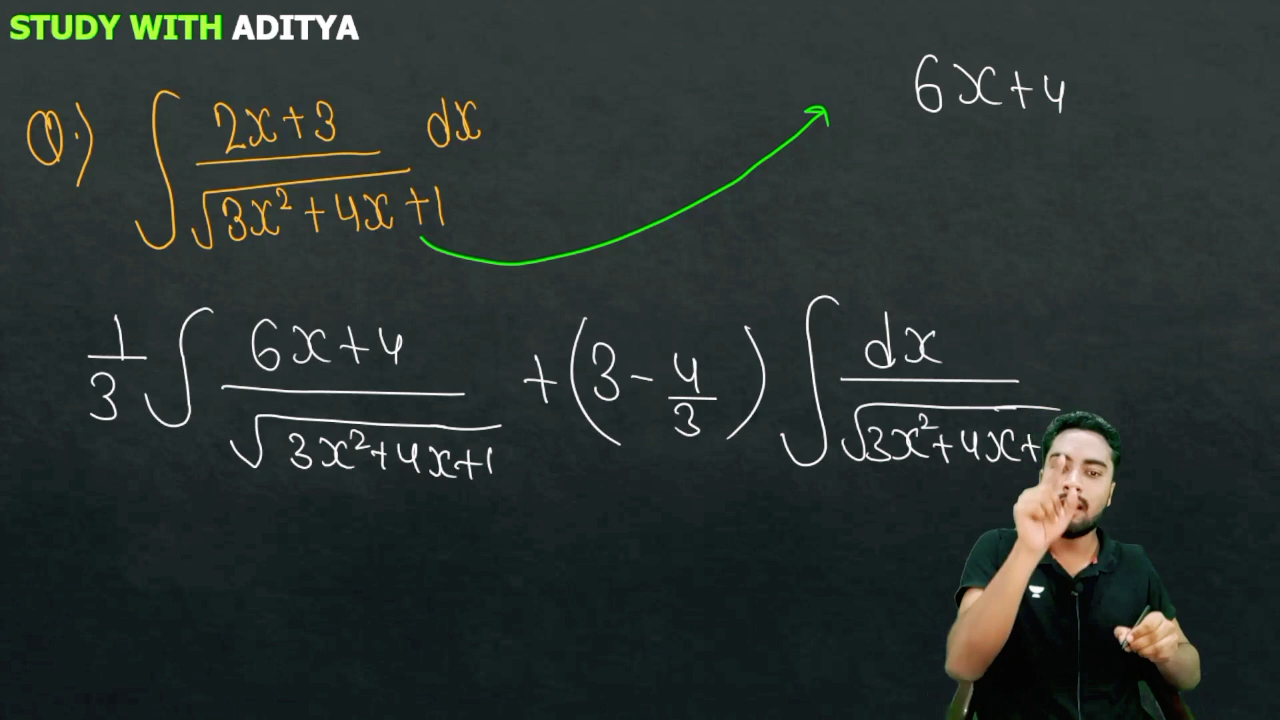 STUDY WITH ADITYA
6x+4
Q.) ∫ (2x+3)/√(3x²+4x+1) dx
1/3 ∫ (6x+4)/√(3x²+4x+1) + (3 - 4/3) ∫ dx/√(3x²+4x+